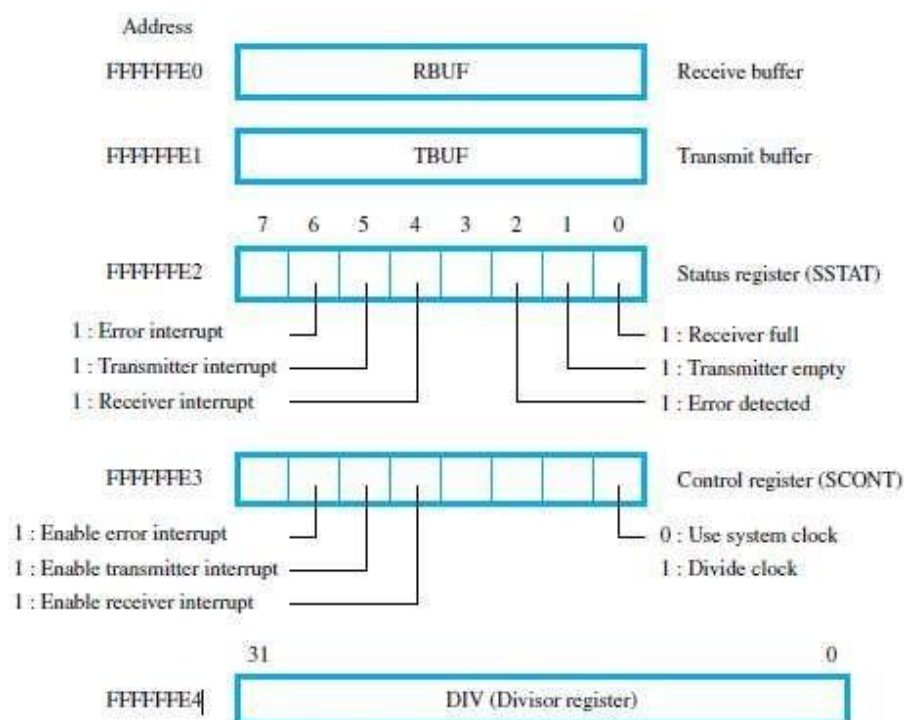 Address
FFFFFFE0 RBUF Receive buffer
FFFFFFE1 TBUF Transmit buffer
7 6 5 4 3 2 1 0
FFFFFFE2 Status register (SSTAT)
1 : Error interrupt 1 : Receiver full
1 : Transmitter interrupt 1 : Transmitter empty
1 : Receiver interrupt 1 : Error detected
FFFFFFE3 Control register (SCONT)
1 : Enable error interrupt 0 : Use system clock
1 : Enable transmitter interrupt 1 : Divide clock
1 : Enable receiver interrupt
31 0
FFFFFFE4 DIV (Divisor register)